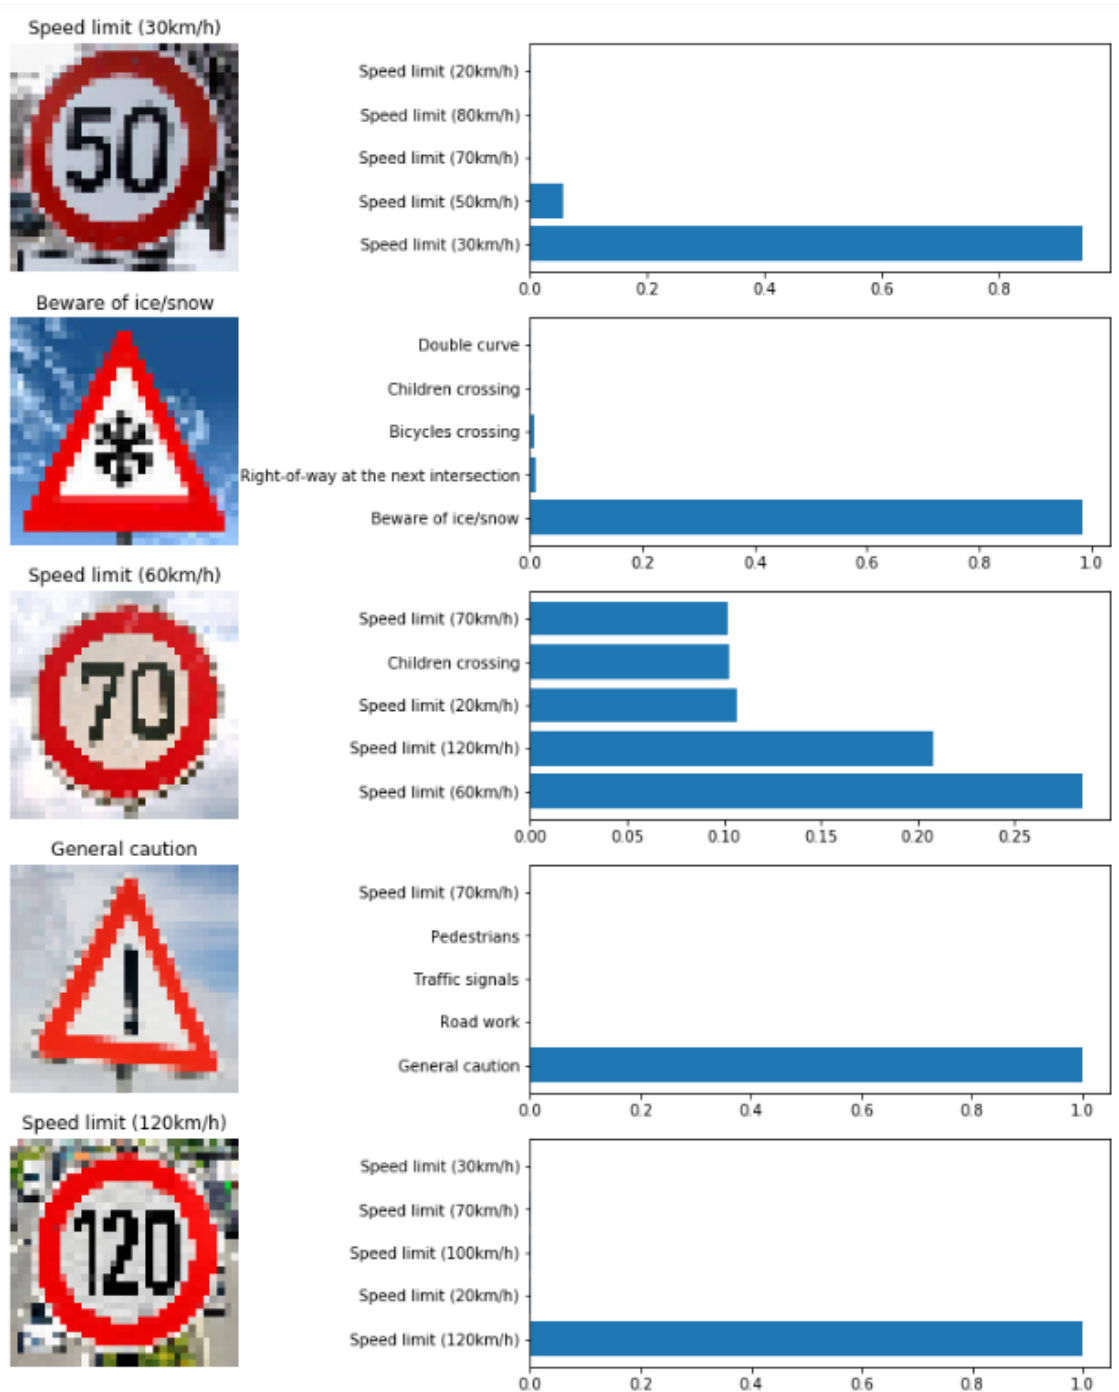 Speed limit (30km/h)
50
Speed limit (20km/h)
Speed limit (80km/h)
Speed limit (70km/h)
Speed limit (50km/h)
Speed limit (30km/h)
0.0 0.2 0.4 0.6 0.8
Beware of ice/snow
Double curve
Children crossing
Bicycles crossing
Right-of-way at the next intersection
Beware of ice/snow
0.0 0.2 0.4 0.6 0.8 1.0
Speed limit (60km/h)
70
Speed limit (70km/h)
Children crossing
Speed limit (20km/h)
Speed limit (120km/h)
Speed limit (60km/h)
0.00 0.05 0.10 0.15 0.20 0.25
General caution
!
Speed limit (70km/h)
Pedestrians
Traffic signals
Road work
General caution
0.0 0.2 0.4 0.6 0.8 1.0
Speed limit (120km/h)
120
Speed limit (30km/h)
Speed limit (70km/h)
Speed limit (100km/h)
Speed limit (20km/h)
Speed limit (120km/h)
0.0 0.2 0.4 0.6 0.8 1.0